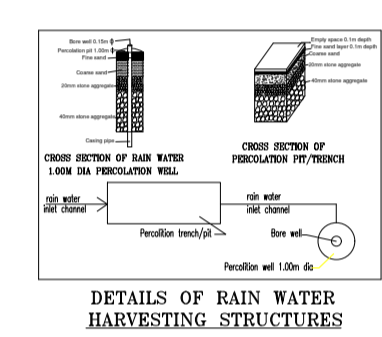 Bore well 0.15m ϕ
Percolation pit 1.00m ϕ
Fine sand
Coarse sand
20mm stone aggregate
40mm stone aggregate
Casing pipe
CROSS SECTION OF RAIN WATER
1.00M DIA PERCOLATION WELL
Empty space 0.1m depth
Fine sand layer 0.1m depth
Coarse sand
20mm stone aggregate
40mm stone aggregate
CROSS SECTION OF
PERCOLATION PIT/TRENCH
rain water
inlet channel
Percolition trench/pit
rain water
inlet channel
Bore well
Percolition well 1.00m dia
DETAILS OF RAIN WATER
HARVESTING STRUCTURES